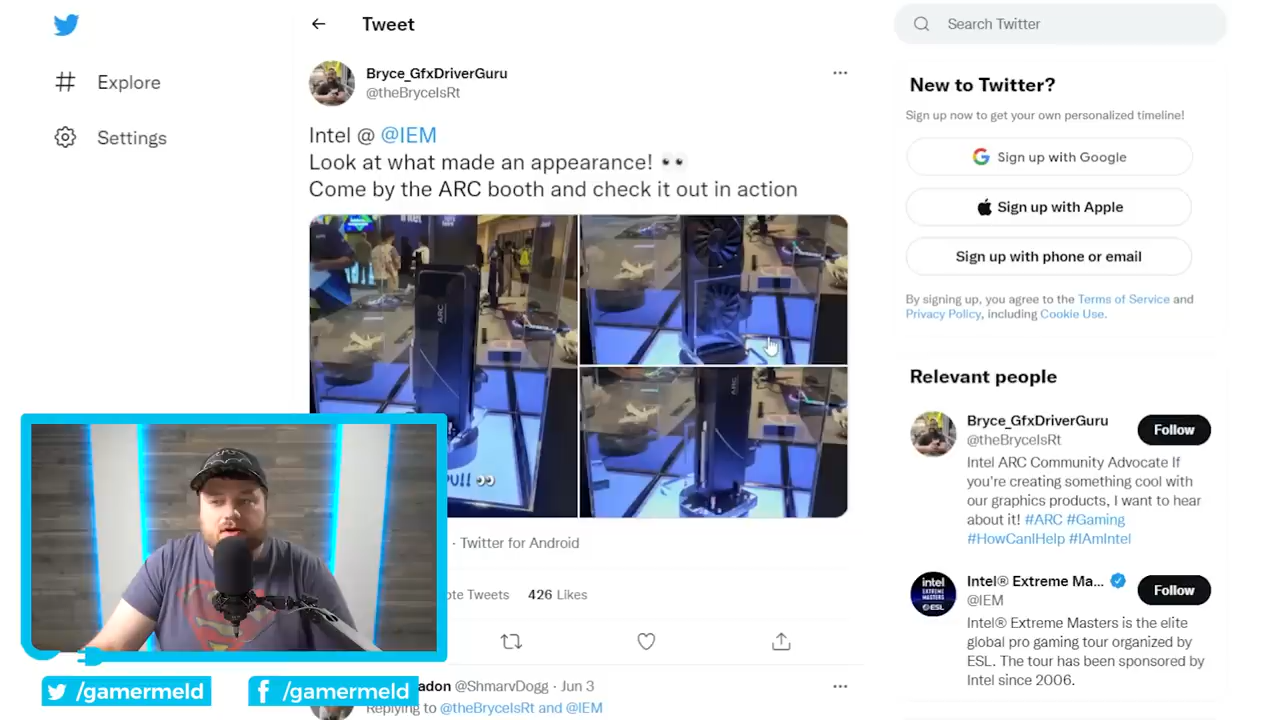 Explore
Settings
Tweet
Bryce_GfxDriverGuru
@theBryceIsRt
Intel @ @IEM
Look at what made an appearance! 👀
Come by the ARC booth and check it out in action
ARC
ARC
U!! 👀
· Twitter for Android
ote Tweets 426 Likes
adon @ShmarvDogg · Jun 3
Replying to @theBryceIsRt and @IEM
/gamermeld
/gamermeld
Search Twitter
New to Twitter?
Sign up now to get your own personalized timeline!
Sign up with Google
Sign up with Apple
Sign up with phone or email
By signing up, you agree to the Terms of Service and
Privacy Policy, including Cookie Use.
Relevant people
Bryce_GfxDriverGuru
@theBryceIsRt
Follow
Intel ARC Community Advocate If
you're creating something cool with
our graphics products, I want to hear
about it! #ARC #Gaming
#HowCanIHelp #IAmIntel
intel
EXTREME
MASTERS
ESL
Intel® Extreme Ma...
@IEM
Follow
Intel® Extreme Masters is the elite
global pro gaming tour organized by
ESL. The tour has been sponsored by
Intel since 2006.